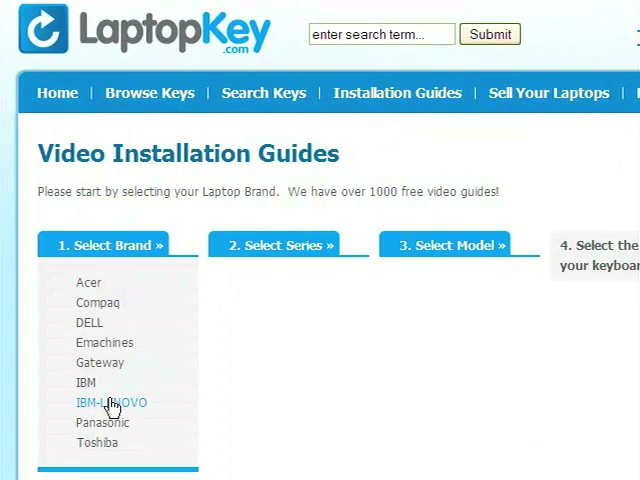 LaptopKey
.com
enter search term...
Submit
Home | Browse Keys | Search Keys | Installation Guides | Sell Your Laptops |
Video Installation Guides
Please start by selecting your Laptop Brand. We have over 1000 free video guides!
1. Select Brand »
2. Select Series »
3. Select Model »
4. Select the
your keyboar
Acer
Compaq
DELL
Emachines
Gateway
IBM
IBM-LENOVO
Panasonic
Toshiba